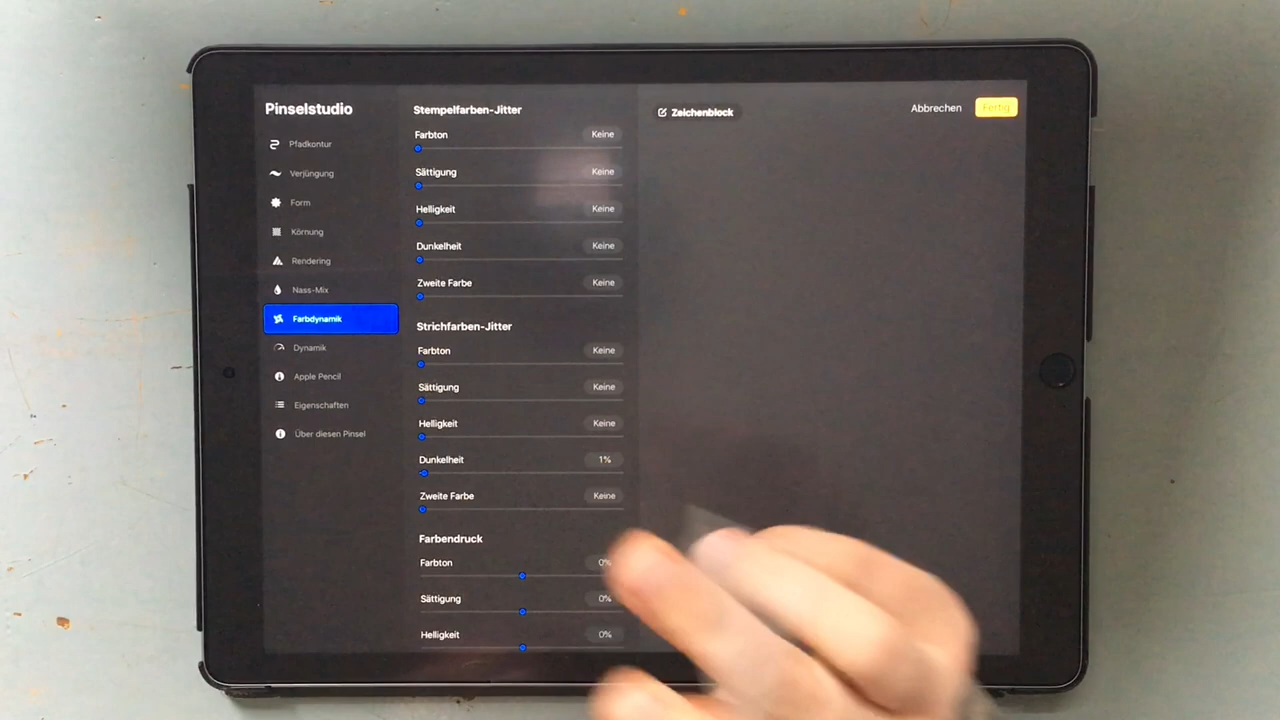 Pinselstudio
Pfadkontur
Verjüngung
Form
Körnung
Rendering
Nass-Mix
Farbdynamik
Dynamik
Apple Pencil
Eigenschaften
Über diesen Pinsel
Stempelfarben-Jitter
Farbton Keine
Sättigung Keine
Helligkeit Keine
Dunkelheit Keine
Zweite Farbe Keine
Strichfarben-Jitter
Farbton Keine
Sättigung Keine
Helligkeit Keine
Dunkelheit 1%
Zweite Farbe Keine
Farbendruck
Farbton 0%
Sättigung 0%
Helligkeit 0%
Zeichenblock
Abbrechen Fertig